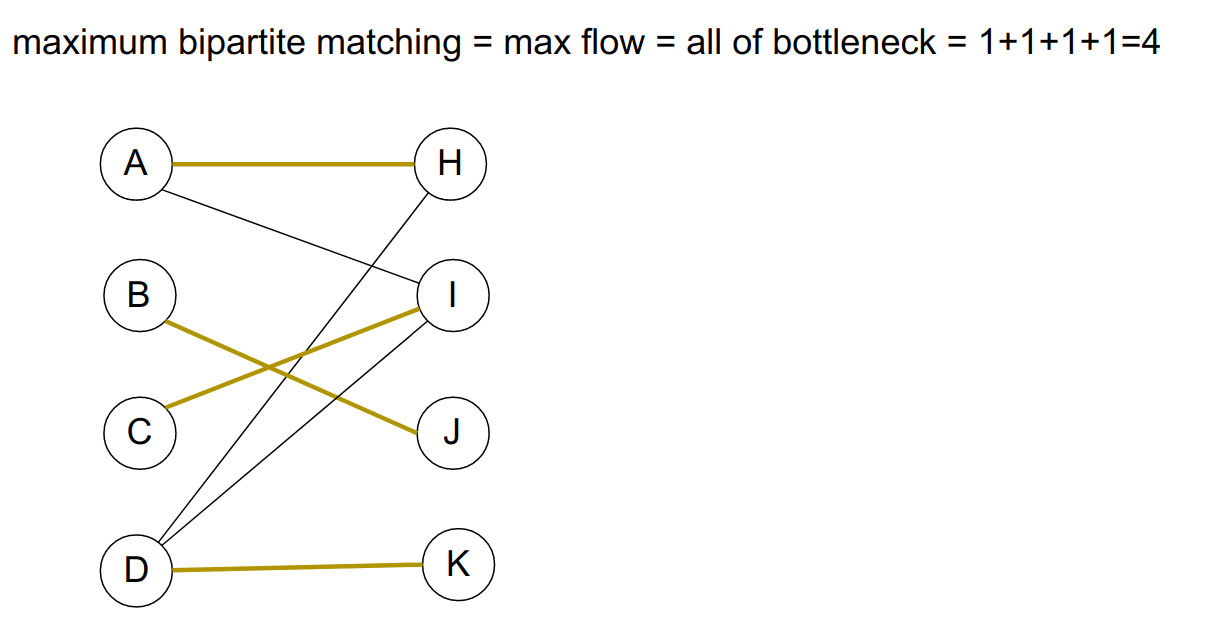 maximum bipartite matching = max flow = all of bottleneck = 1+1+1+1=4
A
H
B
I
C
J
D
K